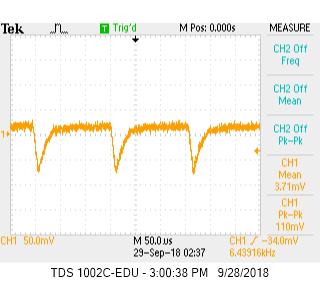 Tek T Trig'd M Pos: 0.000s MEASURE
CH2 Off
Freq
CH2 Off
Mean
CH2 Off
Pk-Pk
1
CH1
Mean
3.71mV
CH1
Pk-Pk
110mV
CH1 50.0mV M 50.0us CH1 / -34.0mV
29-Sep-18 02:37 6.43916kHz
TDS 1002C-EDU - 3:00:38 PM 9/28/2018